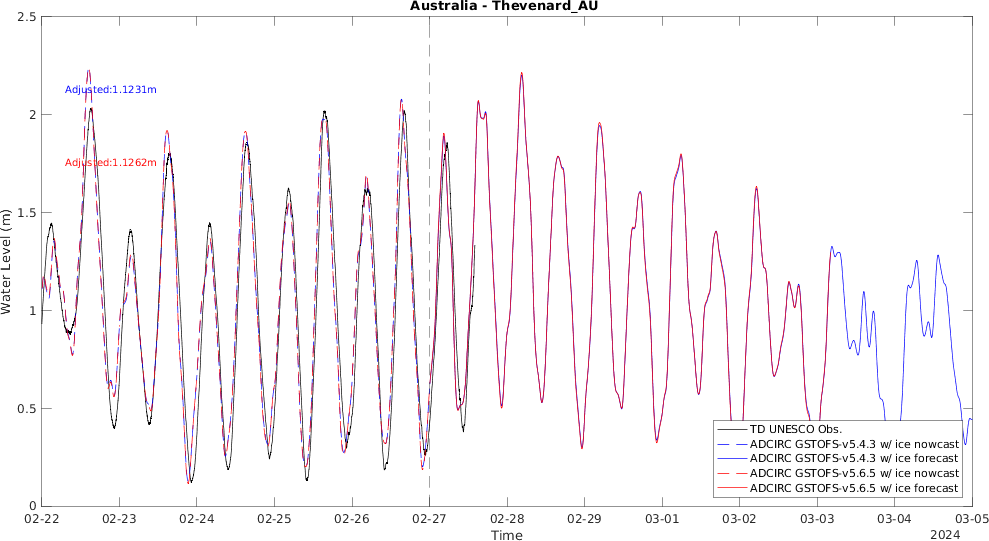 Australia - Thevenard_AU
2.5
2
1.5
1
0.5
0
Water Level (m)
Adjusted:1.1231m
Adjusted:1.1262m
TD UNESCO Obs.
ADCIRC GSTOFS-v5.4.3 w/ ice nowcast
ADCIRC GSTOFS-v5.4.3 w/ ice forecast
ADCIRC GSTOFS-v5.6.5 w/ ice nowcast
ADCIRC GSTOFS-v5.6.5 w/ ice forecast
02-22 02-23 02-24 02-25 02-26 02-27 02-28 02-29 03-01 03-02 03-03 03-04 03-05
Time
2024